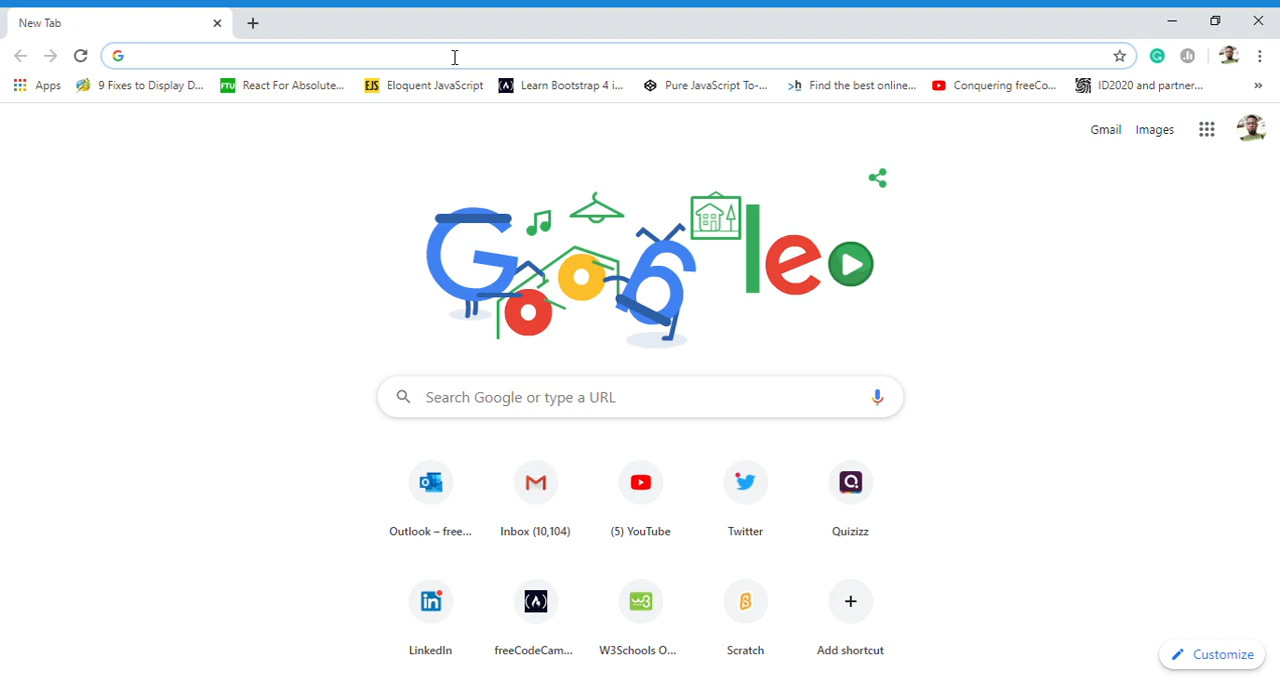 New Tab
Apps 9 Fixes to Display D... React For Absolute... Eloquent JavaScript Learn Bootstrap 4 i... Pure JavaScript To-... Find the best online... Conquering freeCo... ID2020 and partner... »
Gmail Images
Google
Search Google or type a URL
Outlook – free... Inbox (10,104) (5) YouTube Twitter Quizizz
LinkedIn freeCodeCam... W3Schools O... Scratch Add shortcut
Customize